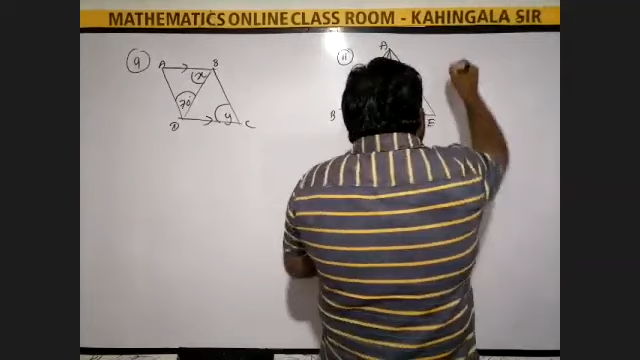 MATHEMATICS ONLINE CLASS ROOM - KAHINGALA SIR
9
A B
x
70°
y
D C
11
A
B E